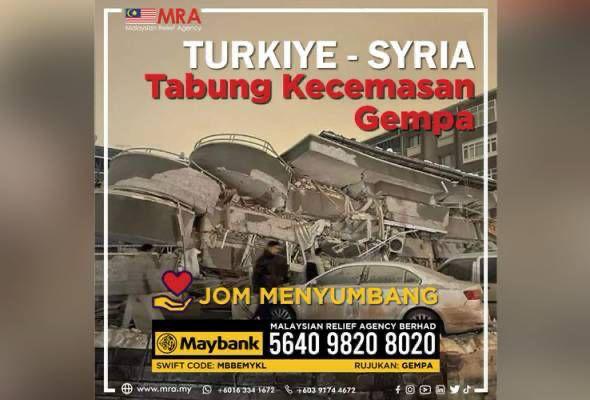 MRA
Malaysian Relief Agency
TURKIYE - SYRIA
Tabung Kecemasan
Gempa
JOM MENYUMBANG
MALAYSIAN RELIEF AGENCY BERHAD
Maybank 5640 9820 8020
SWIFT CODE: MBBEMYKL RUJUKAN: GEMPA
www.mra.my +6016 334 1672 +603 9174 4672